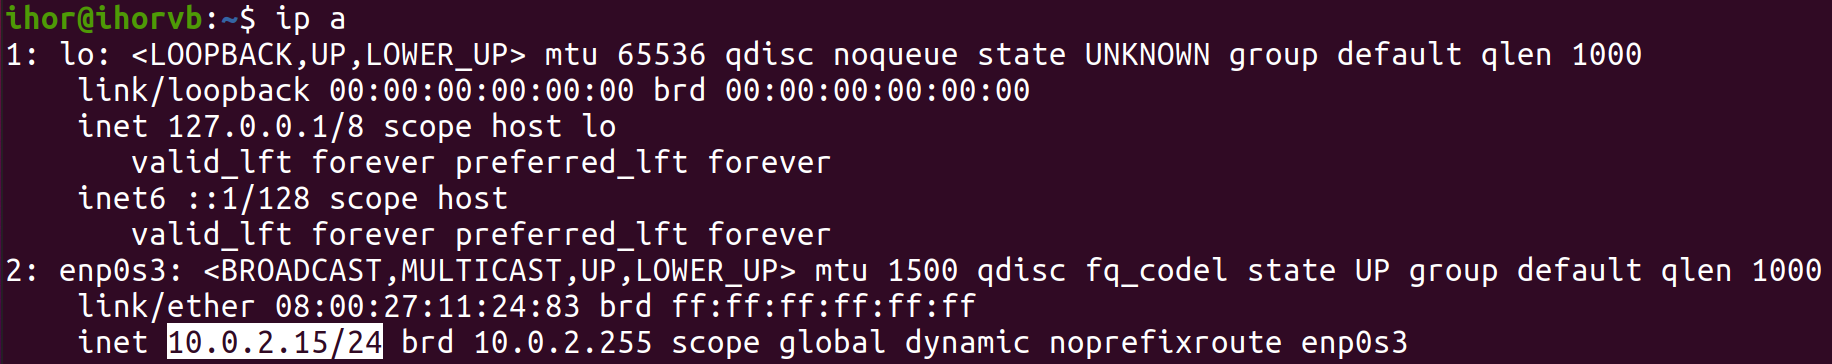 ihor@ihorvb:~$ ip a
1: lo: <LOOPBACK,UP,LOWER_UP> mtu 65536 qdisc noqueue state UNKNOWN group default qlen 1000
    link/loopback 00:00:00:00:00:00 brd 00:00:00:00:00:00
    inet 127.0.0.1/8 scope host lo
       valid_lft forever preferred_lft forever
    inet6 ::1/128 scope host
       valid_lft forever preferred_lft forever
2: enp0s3: <BROADCAST,MULTICAST,UP,LOWER_UP> mtu 1500 qdisc fq_codel state UP group default qlen 1000
    link/ether 08:00:27:11:24:83 brd ff:ff:ff:ff:ff:ff
    inet 10.0.2.15/24 brd 10.0.2.255 scope global dynamic noprefixroute enp0s3